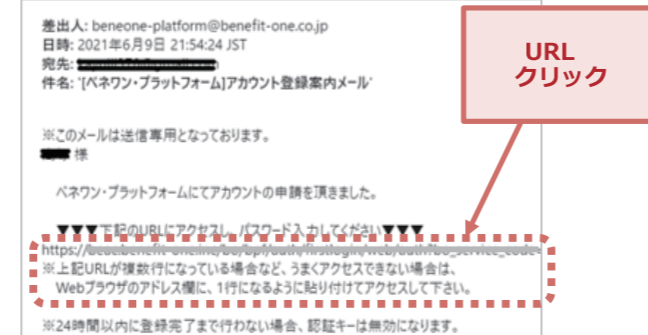 差出人: beneone-platform@benefit-one.co.jp
日時: 2021年6月9日 21:54:24 JST
宛先:
件名: '[ベネワン・プラットフォーム]アカウント登録案内メール'
URL
クリック
※このメールは送信専用となっております。
様
ベネワン・プラットフォームにてアカウントの申請を頂きました。
▼▼▼下記のURLにアクセスし、パスワード入力してください▼▼▼
https://
※上記URLが複数行になっている場合など、うまくアクセスできない場合は、
Webブラウザのアドレス欄に、1行になるように貼り付けてアクセスして下さい。
※24時間以内に登録完了まで行わない場合、認証キーは無効になります。